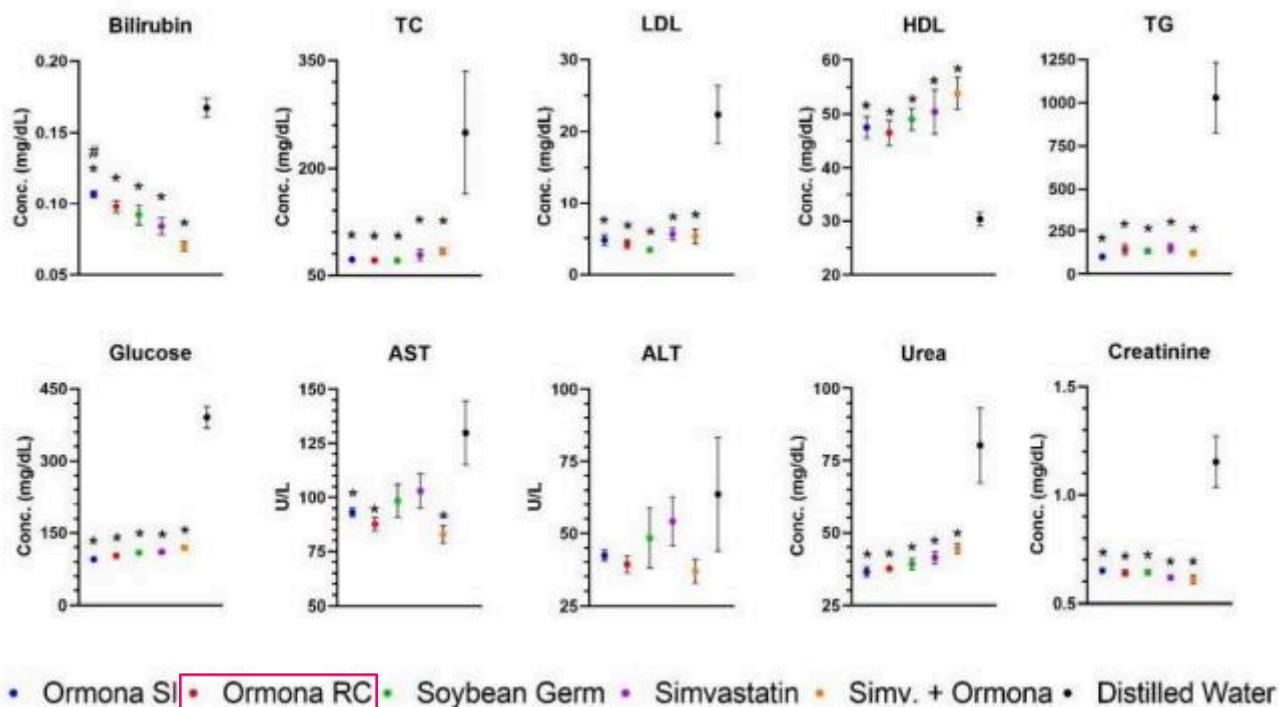 Bilirubin TC LDL HDL TG
Conc. (mg/dL) 0.20 0.15 0.10 0.05 # * * * * *
Conc. (mg/dL) 350 200 50 * * * * *
Conc. (mg/dL) 30 20 10 0 * * * * *
Conc. (mg/dL) 60 50 40 30 20 * * * * *
Conc. (mg/dL) 1250 1000 750 500 250 0 * * * * *
Glucose AST ALT Urea Creatinine
Conc. (mg/dL) 450 300 150 0 * * * * *
U/L 150 125 100 75 50 * * *
U/L 100 75 50 25
Conc. (mg/dL) 100 75 50 25 * * * * *
Conc. (mg/dL) 1.5 1.0 0.5 * * * * *
Ormona SI Ormona RC Soybean Germ Simvastatin Simv. + Ormona Distilled Water